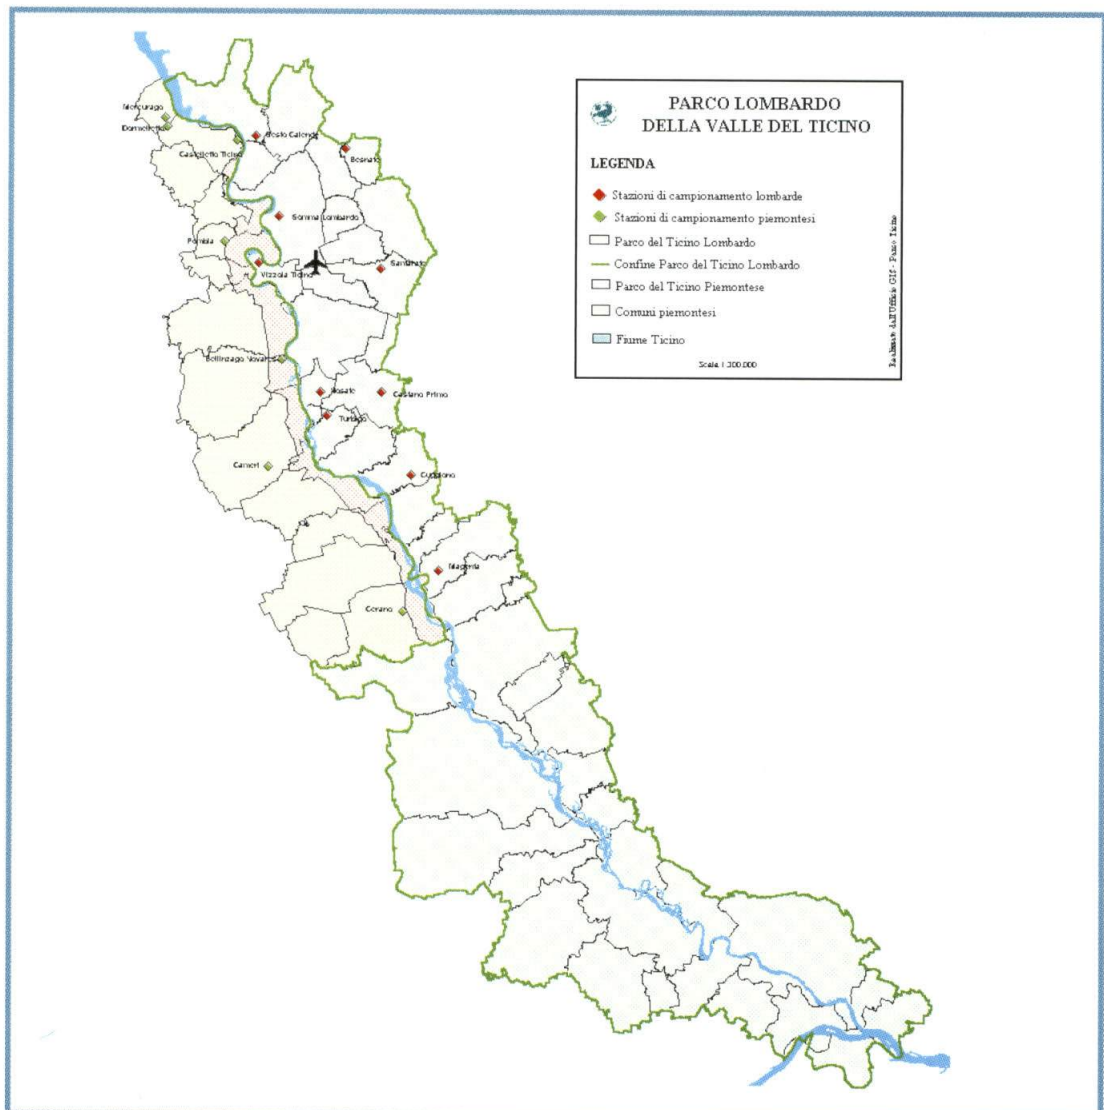 PARCO LOMBARDO
DELLA VALLE DEL TICINO
LEGENDA
Stazioni di campionamento lombarde
Stazioni di campionamento piemontesi
Parco del Ticino Lombardo
Confine Parco del Ticino Lombardo
Parco del Ticino Piemontese
Comuni piemontesi
Fiume Ticino
Scala 1:300.000
Realizzato dall'Ufficio GIS - Parco Ticino
Mercurago
Dormelletto
Sesto Calende
Castelletto Ticino
Besnate
Somma Lombardo
Pombia
Vizzola Ticino
Samarate
Bellinzago Novarese
Nosate
Castano Primo
Turbigo
Cameri
Cuggiono
Magenta
Cerano